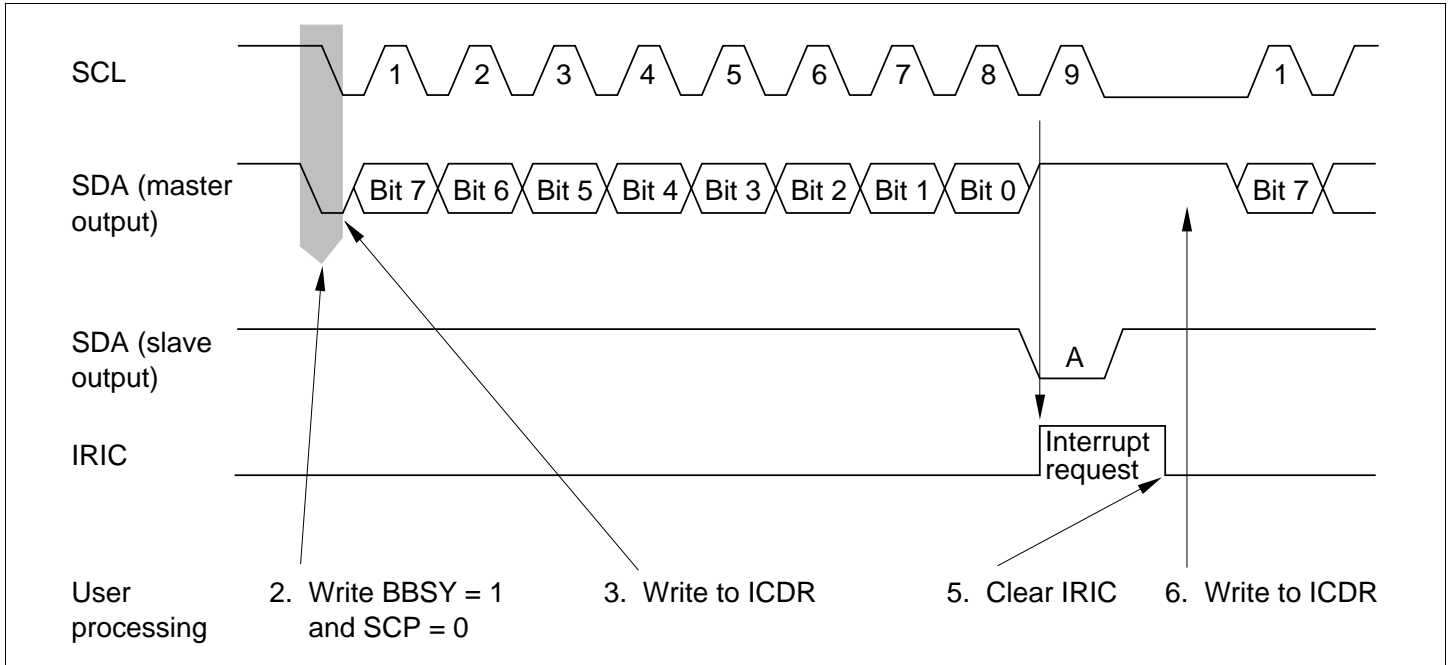 SCL
1 2 3 4 5 6 7 8 9 1
SDA (master
output)
Bit 7 Bit 6 Bit 5 Bit 4 Bit 3 Bit 2 Bit 1 Bit 0 Bit 7
SDA (slave
output)
A
IRIC
Interrupt
request
User
processing
2. Write BBSY = 1
and SCP = 0
3. Write to ICDR
5. Clear IRIC
6. Write to ICDR